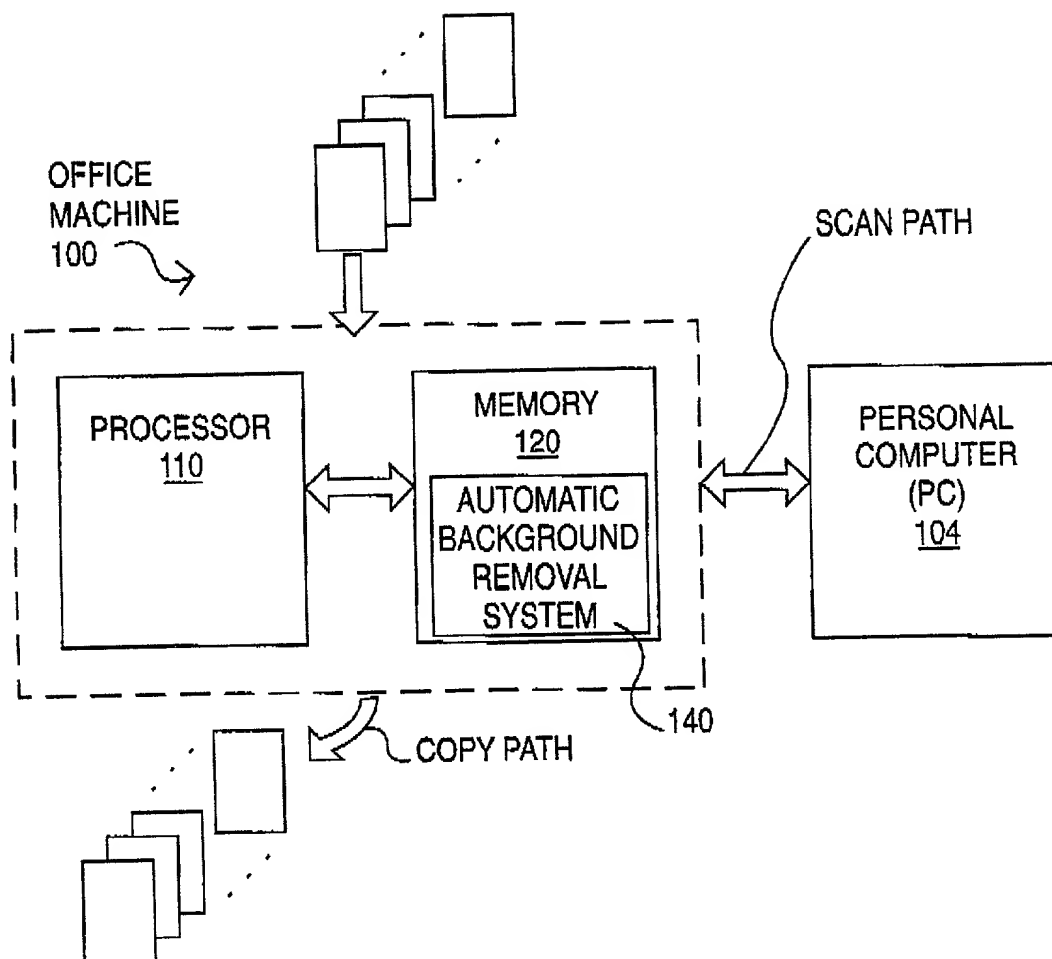 OFFICE
MACHINE
100
SCAN PATH
PROCESSOR
110
MEMORY
120
AUTOMATIC
BACKGROUND
REMOVAL
SYSTEM
PERSONAL
COMPUTER
(PC)
104
140
COPY PATH